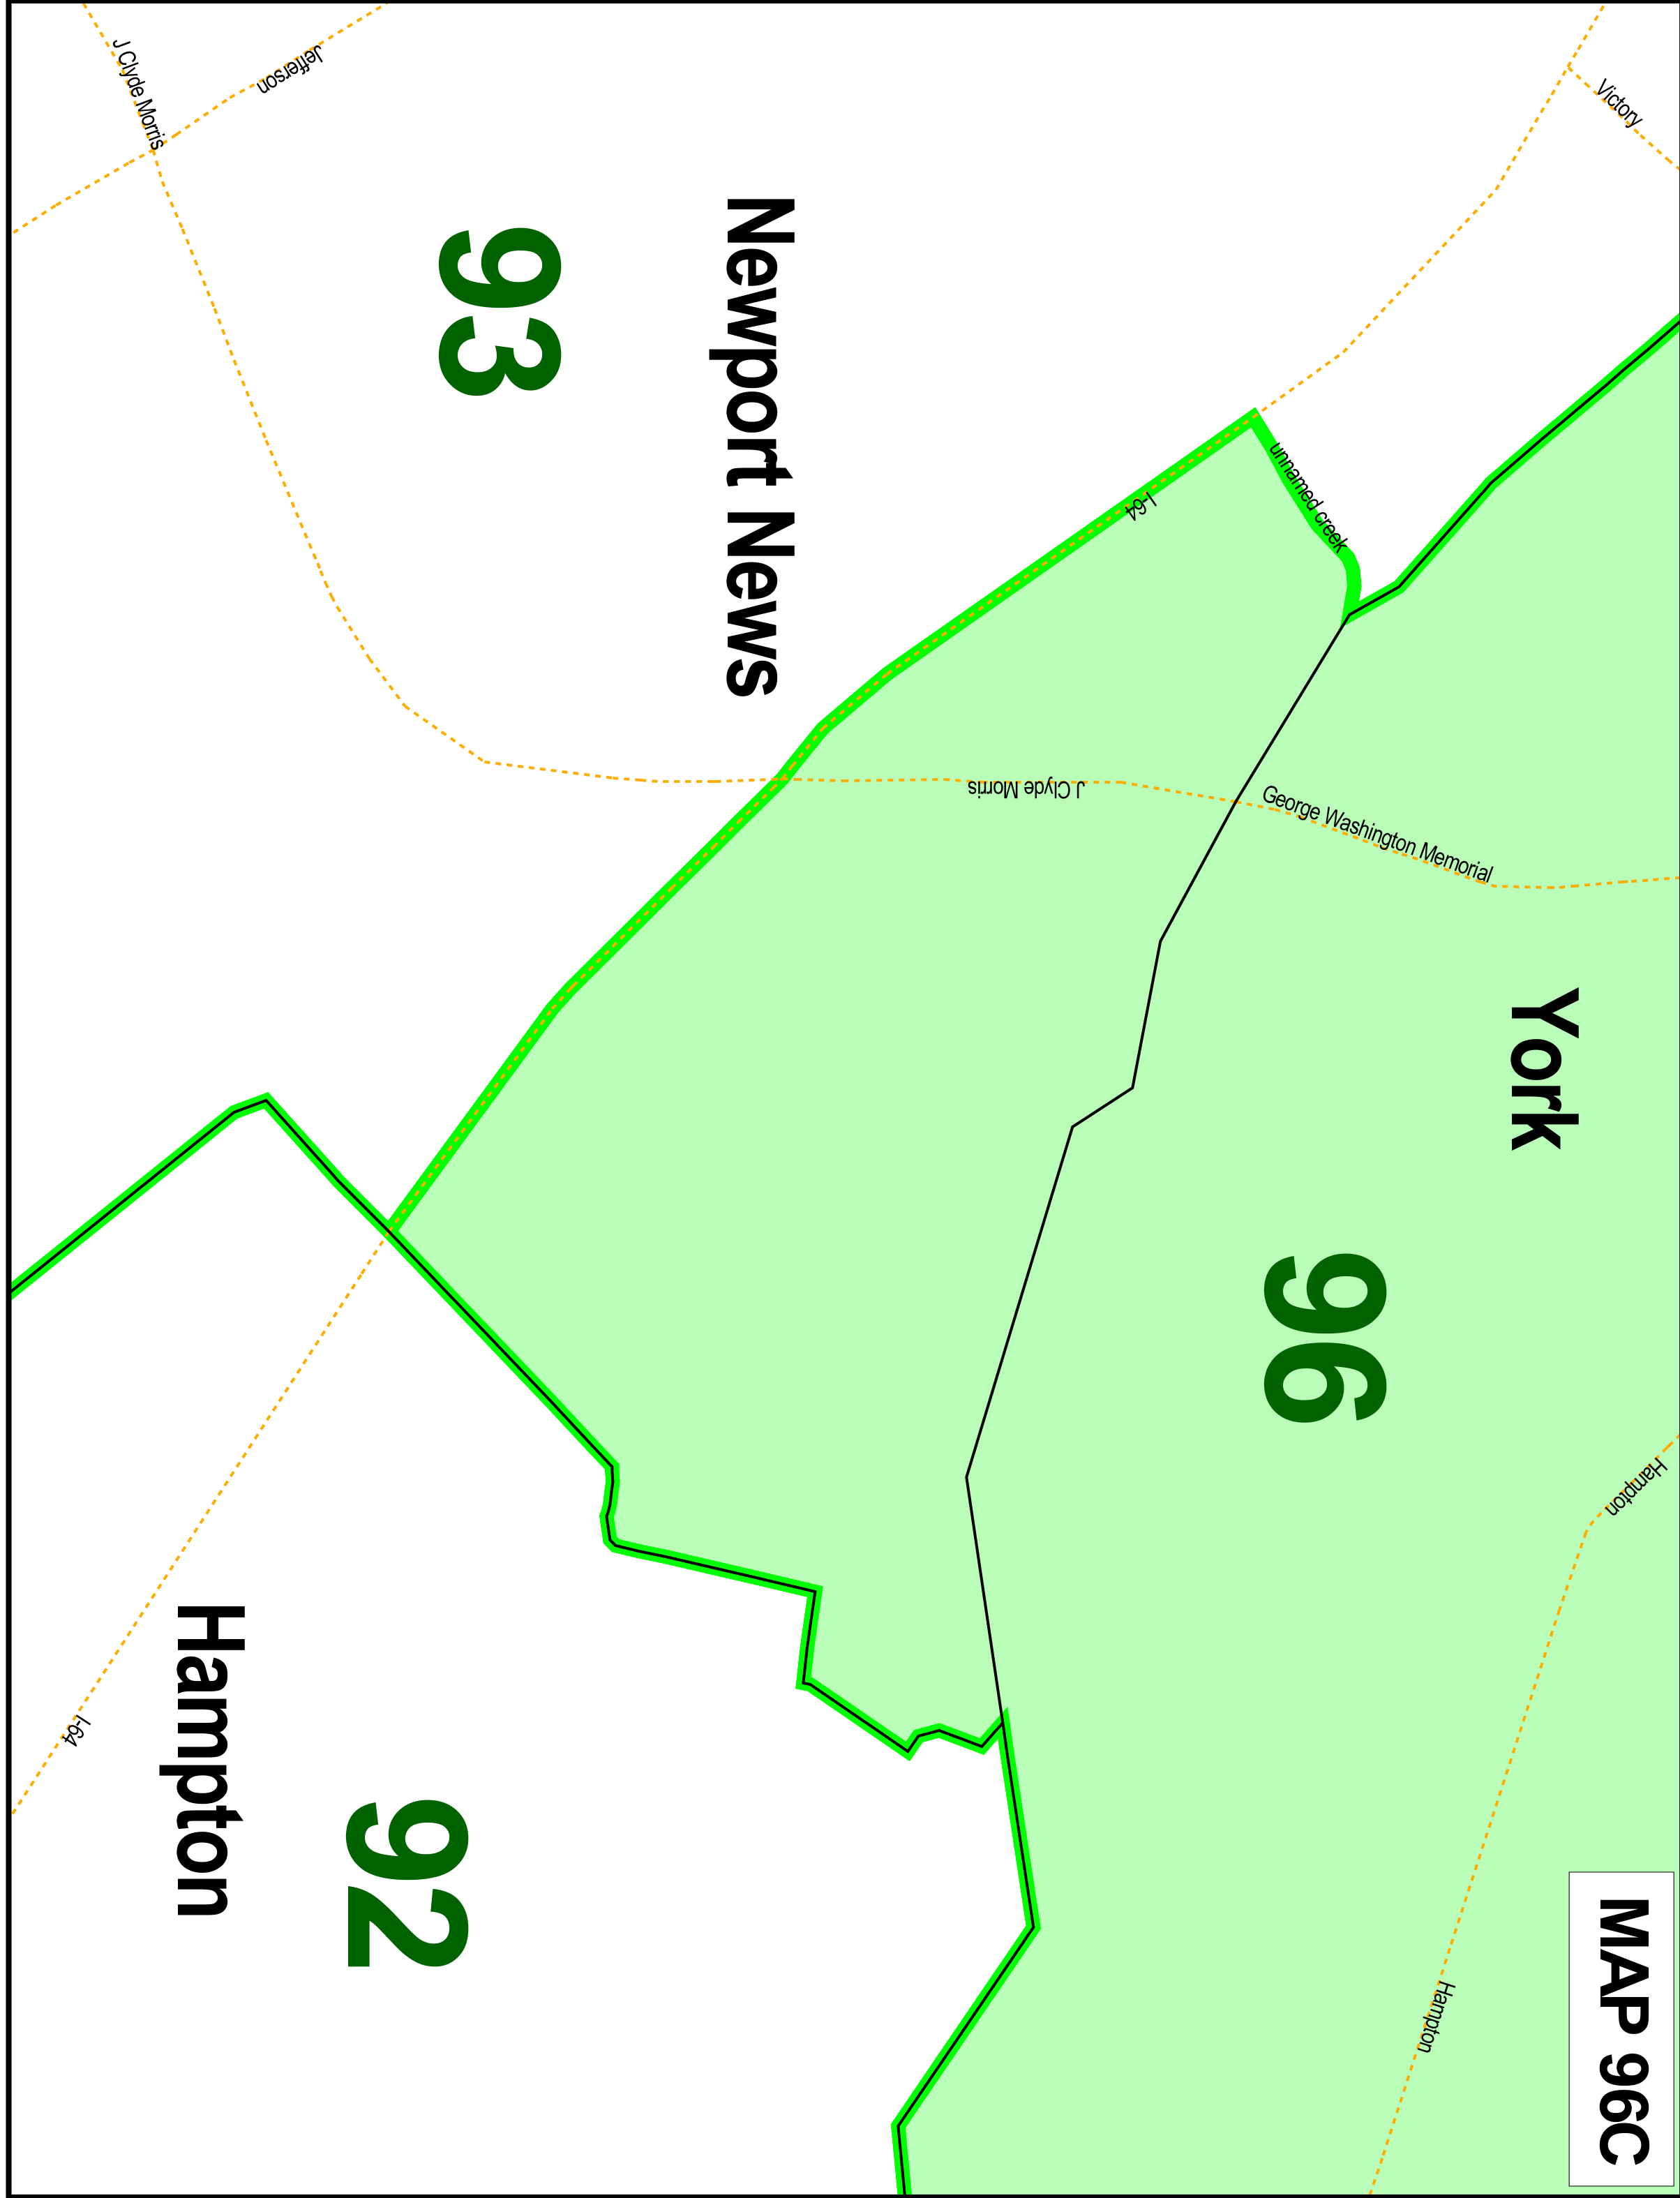 MAP 96C
Victory
Hampton
Hampton
York
George Washington Memorial
96
unnamed creek
I-64
J Clyde Morris
Newport News
93
92
Jefferson
J Clyde Morris
Hampton
I-64